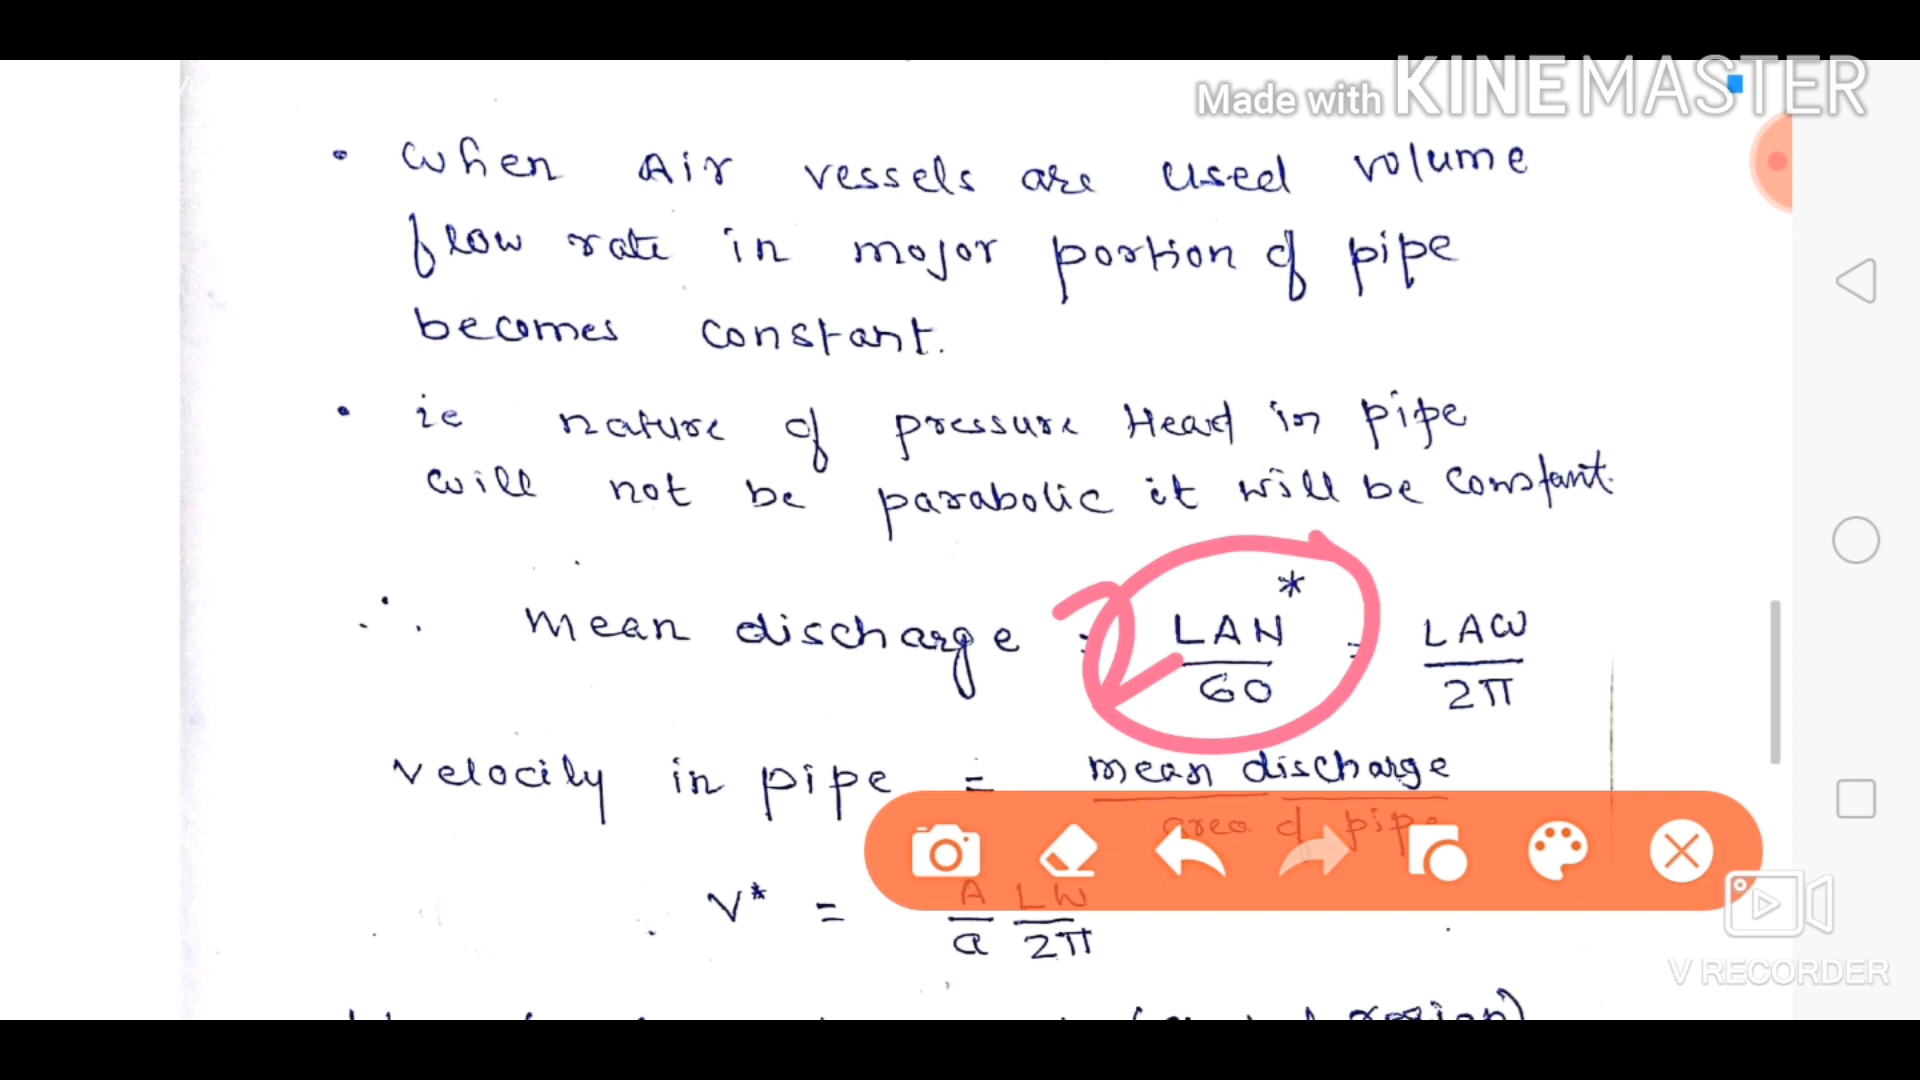 Made with KINEMASTER
• When Air vessels are used volume
flow rate in major portion of pipe
becomes constant.
• ie nature of pressure Head in pipe
will not be parabolic it will be constant.
∴ mean discharge = LAN* / 60 = LAω / 2π
velocity in pipe = mean discharge / area of pipe
V* = A / a Lω / 2π
V RECORDER